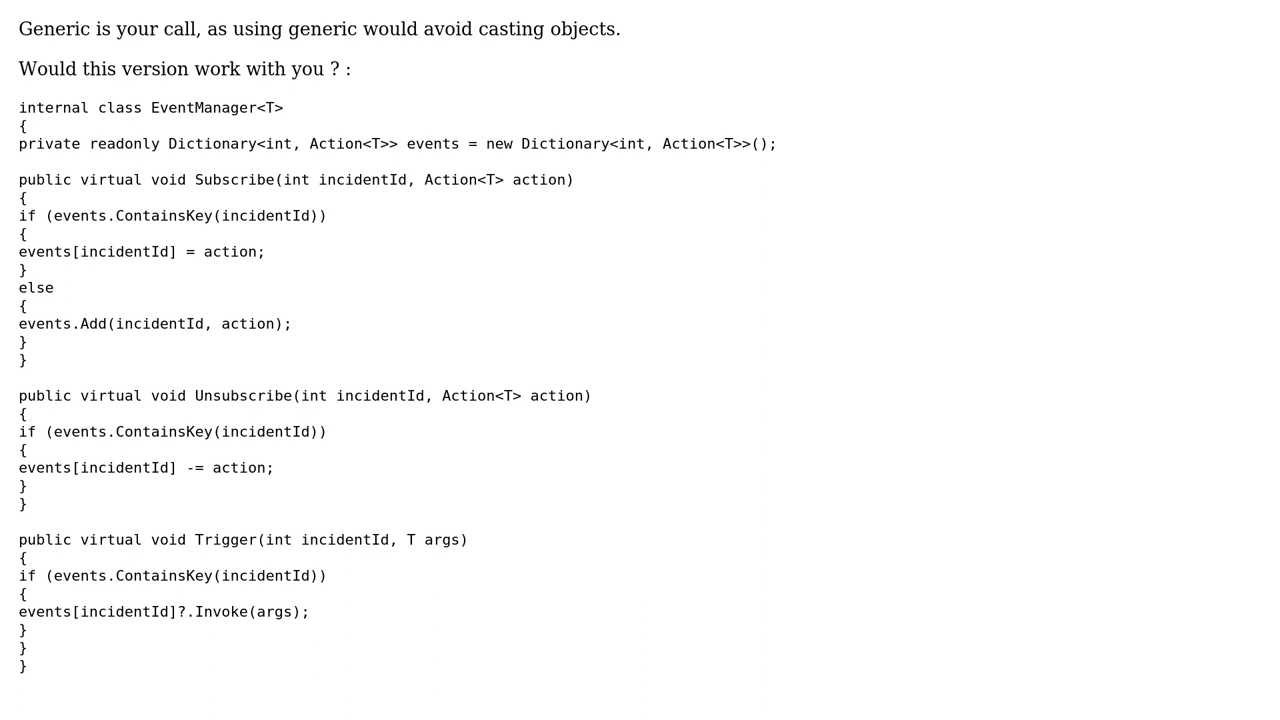 Generic is your call, as using generic would avoid casting objects.
Would this version work with you ? :
internal class EventManager<T>
{
private readonly Dictionary<int, Action<T>> events = new Dictionary<int, Action<T>>();
public virtual void Subscribe(int incidentId, Action<T> action)
{
if (events.ContainsKey(incidentId))
{
events[incidentId] = action;
}
else
{
events.Add(incidentId, action);
}
}
public virtual void Unsubscribe(int incidentId, Action<T> action)
{
if (events.ContainsKey(incidentId))
{
events[incidentId] -= action;
}
}
public virtual void Trigger(int incidentId, T args)
{
if (events.ContainsKey(incidentId))
{
events[incidentId]?.Invoke(args);
}
}
}